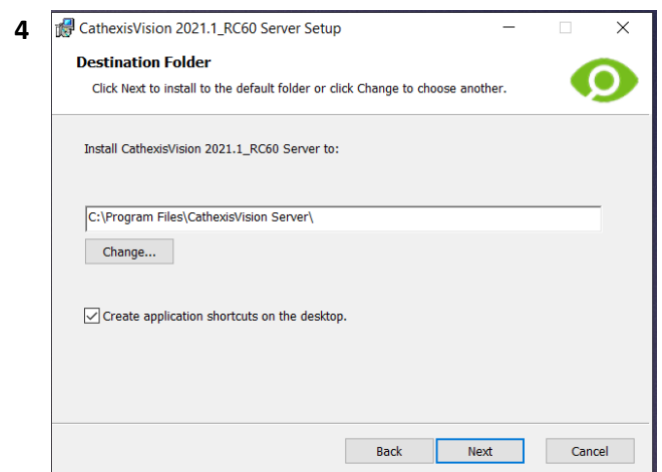 4
CathexisVision 2021.1_RC60 Server Setup
Destination Folder
Click Next to install to the default folder or click Change to choose another.
Install CathexisVision 2021.1_RC60 Server to:
C:\Program Files\CathexisVision Server\
Change...
Create application shortcuts on the desktop.
Back Next Cancel